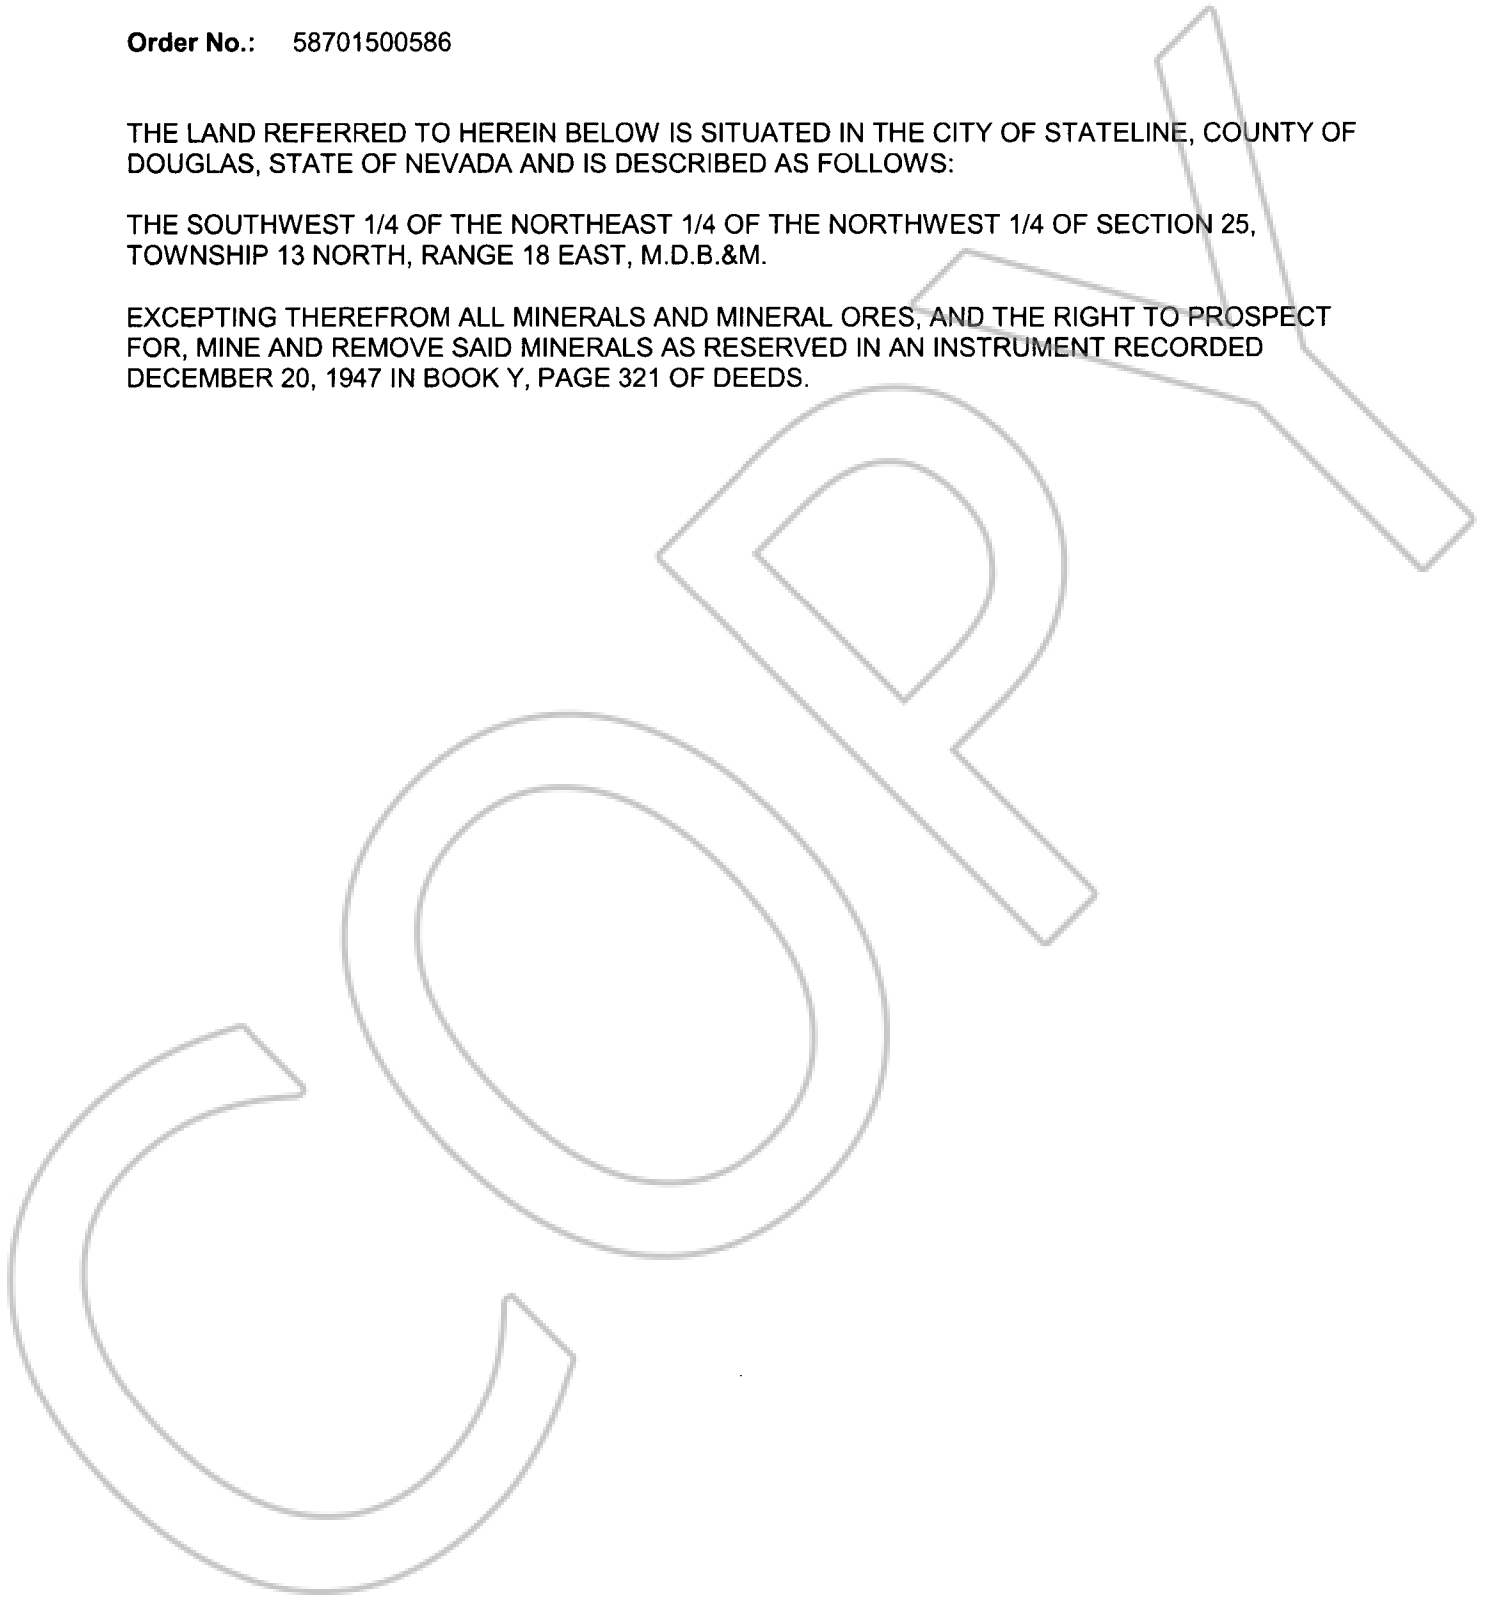 Order No.: 58701500586
THE LAND REFERRED TO HEREIN BELOW IS SITUATED IN THE CITY OF STATELINE, COUNTY OF
DOUGLAS, STATE OF NEVADA AND IS DESCRIBED AS FOLLOWS:
THE SOUTHWEST 1/4 OF THE NORTHEAST 1/4 OF THE NORTHWEST 1/4 OF SECTION 25,
TOWNSHIP 13 NORTH, RANGE 18 EAST, M.D.B.&M.
EXCEPTING THEREFROM ALL MINERALS AND MINERAL ORES, AND THE RIGHT TO PROSPECT
FOR, MINE AND REMOVE SAID MINERALS AS RESERVED IN AN INSTRUMENT RECORDED
DECEMBER 20, 1947 IN BOOK Y, PAGE 321 OF DEEDS.
COPY